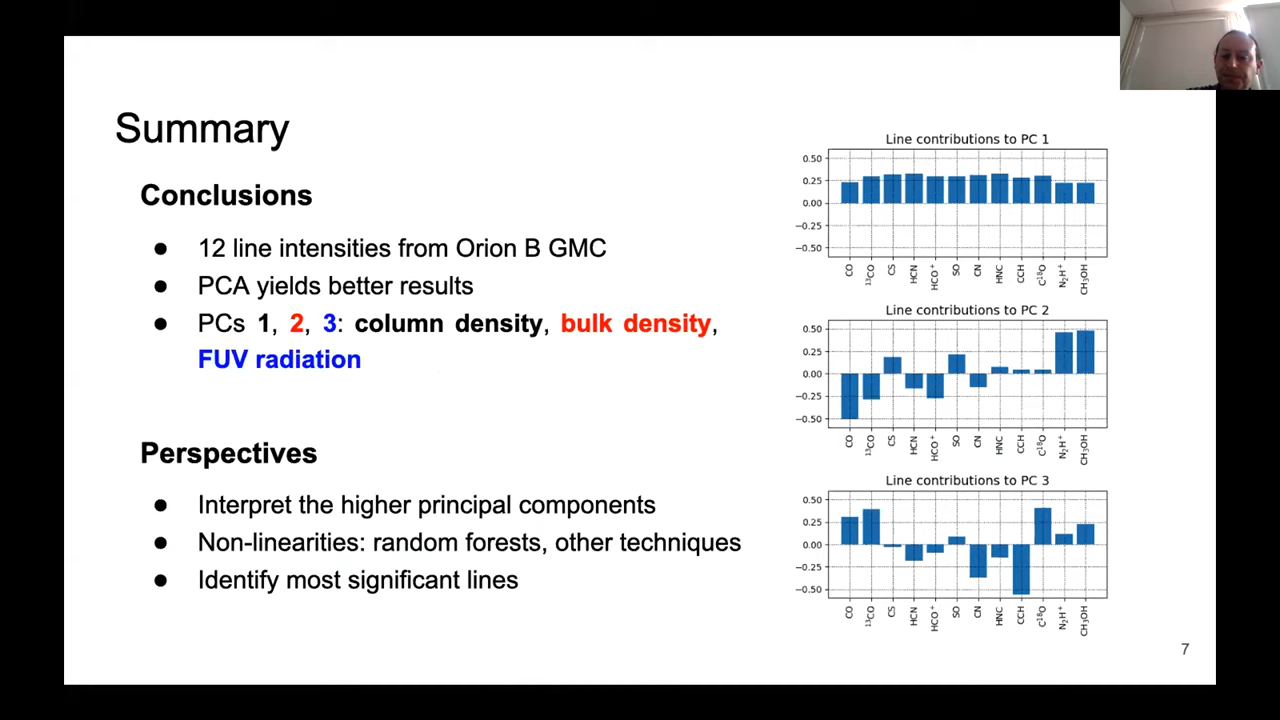 Summary
Conclusions
● 12 line intensities from Orion B GMC
● PCA yields better results
● PCs 1, 2, 3: column density, bulk density,
FUV radiation
Perspectives
● Interpret the higher principal components
● Non-linearities: random forests, other techniques
● Identify most significant lines
Line contributions to PC 1
0.50
0.25
0.00
−0.25
−0.50
CO ¹³CO CS HCN HCO⁺ SO CN HNC CCH C¹⁸O N₂H⁺ CH₃OH
Line contributions to PC 2
0.50
0.25
0.00
−0.25
−0.50
CO ¹³CO CS HCN HCO⁺ SO CN HNC CCH C¹⁸O N₂H⁺ CH₃OH
Line contributions to PC 3
0.50
0.25
0.00
−0.25
−0.50
CO ¹³CO CS HCN HCO⁺ SO CN HNC CCH C¹⁸O N₂H⁺ CH₃OH
7